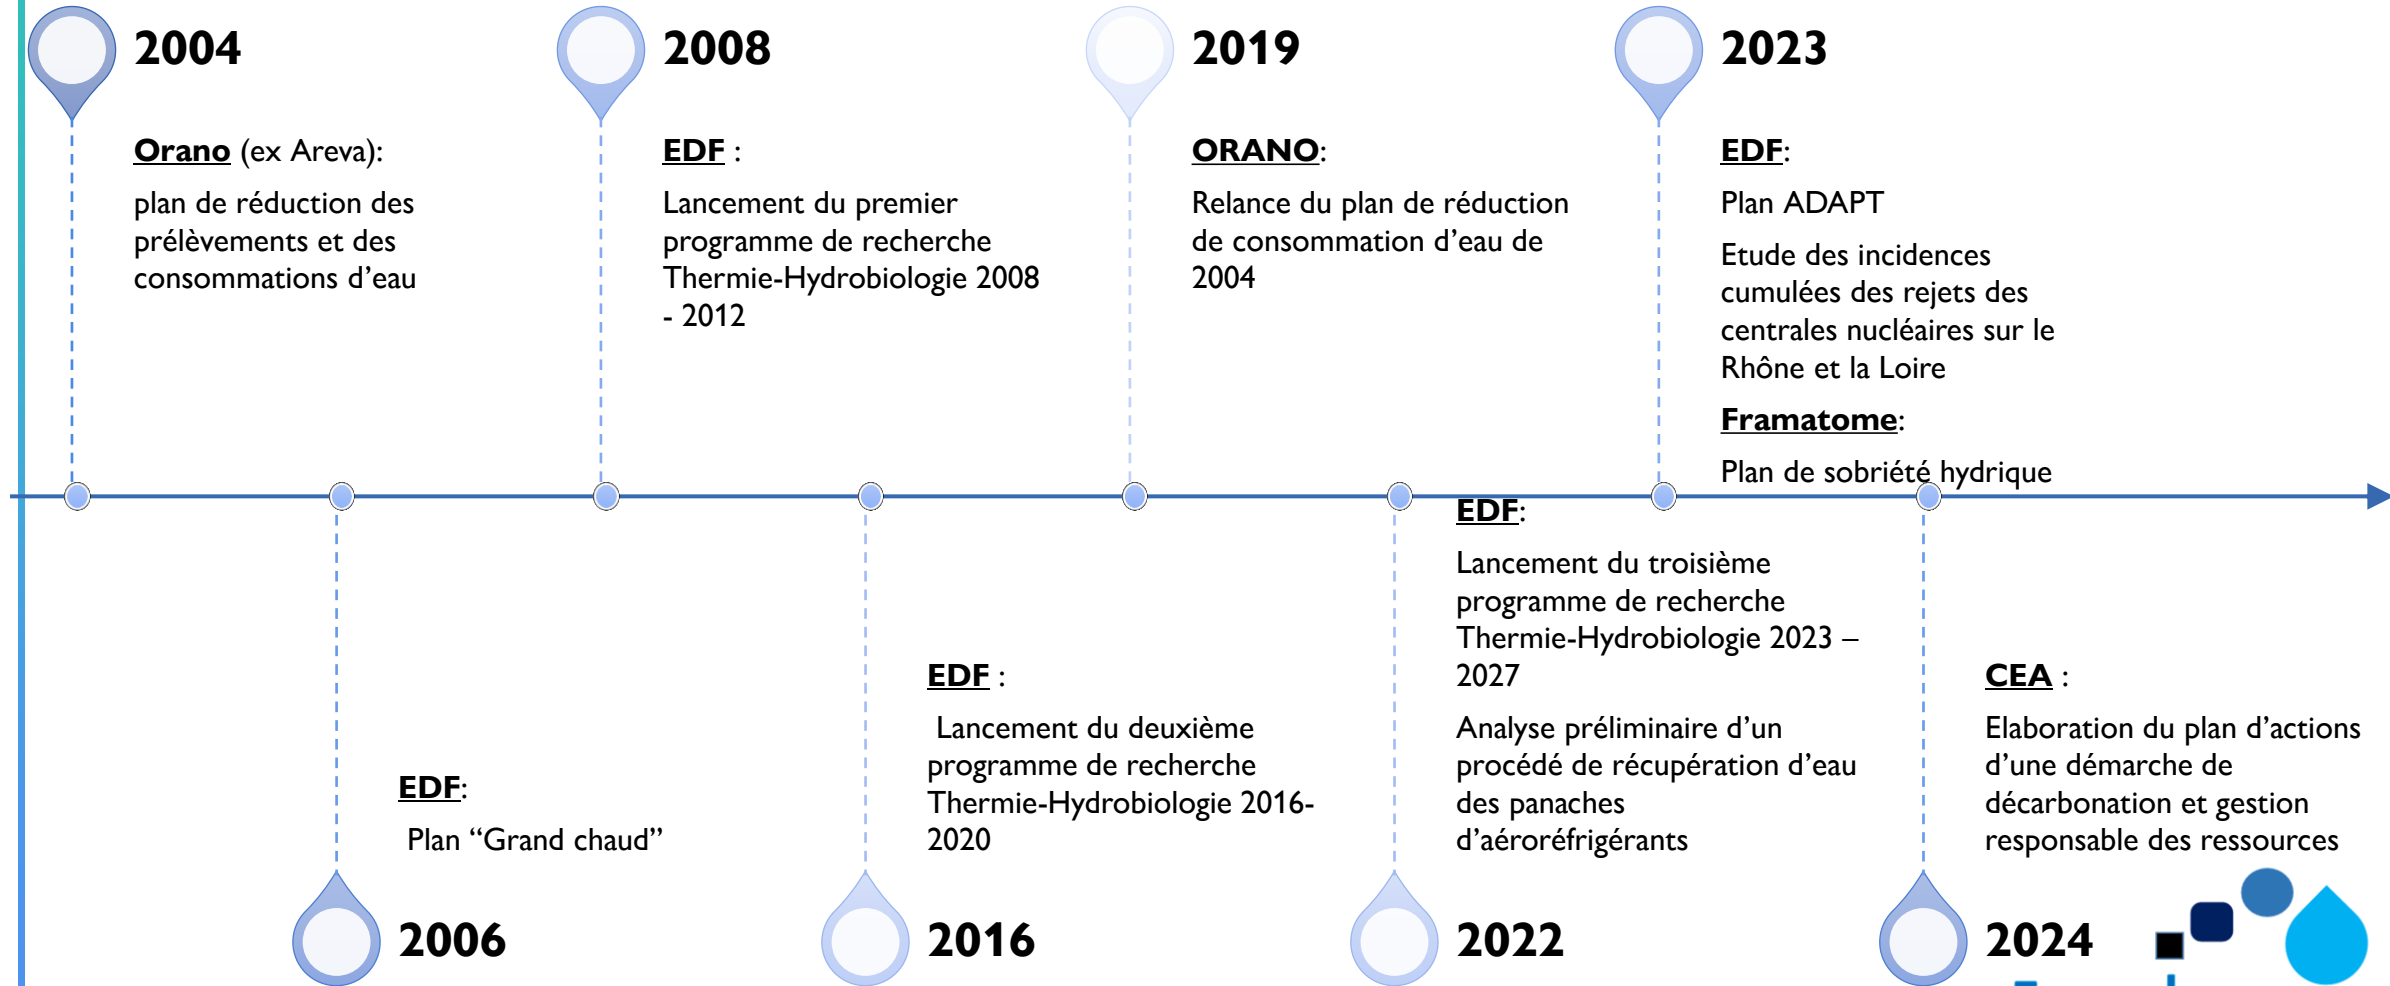 2004
Orano (ex Areva):
plan de réduction des
prélèvements et des
consommations d’eau
2008
EDF :
Lancement du premier
programme de recherche
Thermie-Hydrobiologie 2008
- 2012
2019
ORANO:
Relance du plan de réduction
de consommation d’eau de
2004
2023
EDF:
Plan ADAPT
Etude des incidences
cumulées des rejets des
centrales nucléaires sur le
Rhône et la Loire
Framatome:
Plan de sobriété hydrique
EDF:
Plan “Grand chaud”
2006
EDF :
Lancement du deuxième
programme de recherche
Thermie-Hydrobiologie 2016-
2020
2016
EDF:
Lancement du troisième
programme de recherche
Thermie-Hydrobiologie 2023 –
2027
Analyse préliminaire d’un
procédé de récupération d’eau
des panaches
d’aéroréfrigérants
2022
CEA :
Elaboration du plan d’actions
d’une démarche de
décarbonation et gestion
responsable des ressources
2024